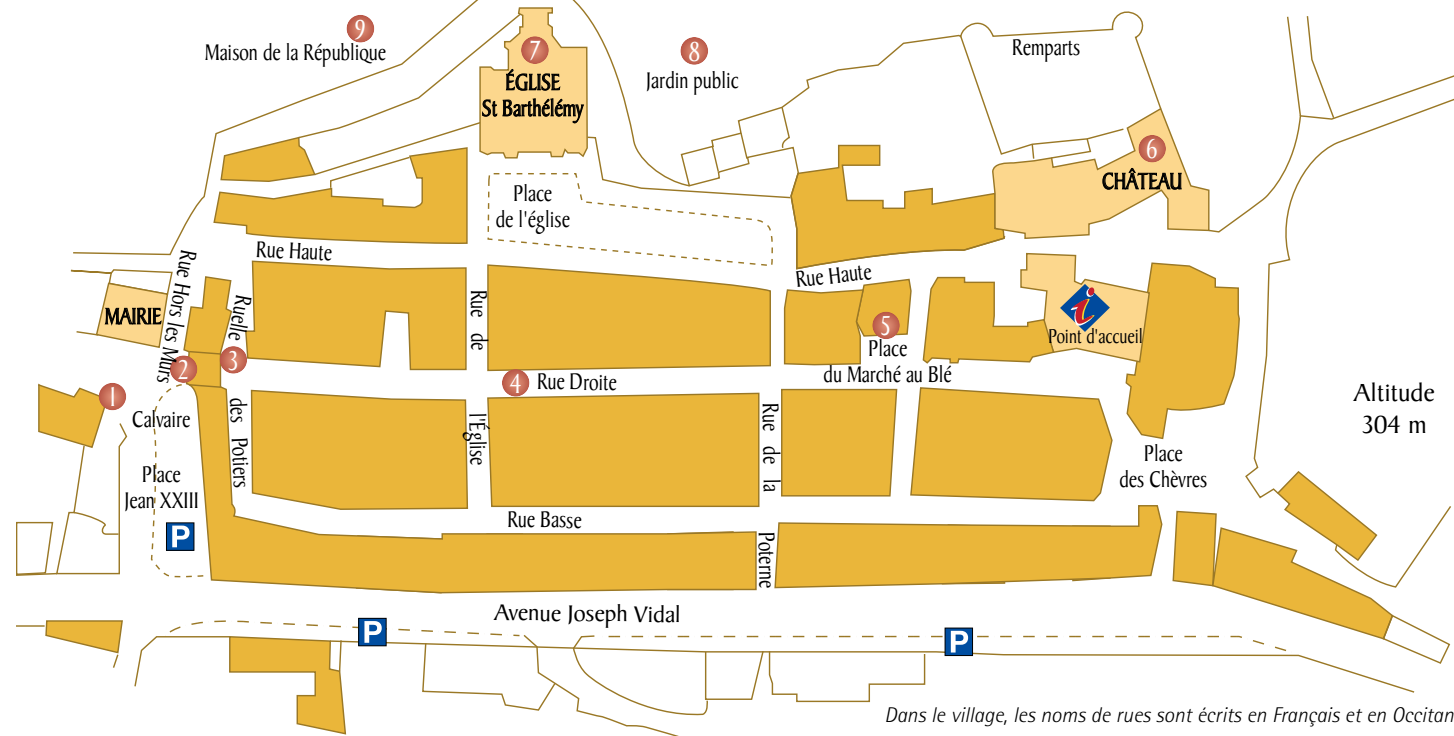 9
Maison de la République
7
ÉGLISE
St Barthélémy
8
Jardin public
Remparts
6
CHÂTEAU
Place
de l'église
Rue Haute
Rue Haute
MAIRIE
Rue Hors les Murs
Ruelle
des Potiers
Rue de
l'Église
i
Point d'accueil
5
Place
du Marché au Blé
1
2
3
4
Rue Droite
Calvaire
Place
Jean XXIII
P
Rue de la
Poterne
Place
des Chèvres
Altitude
304 m
Rue Basse
Avenue Joseph Vidal
P
P
Dans le village, les noms de rues sont écrits en Français et en Occitan